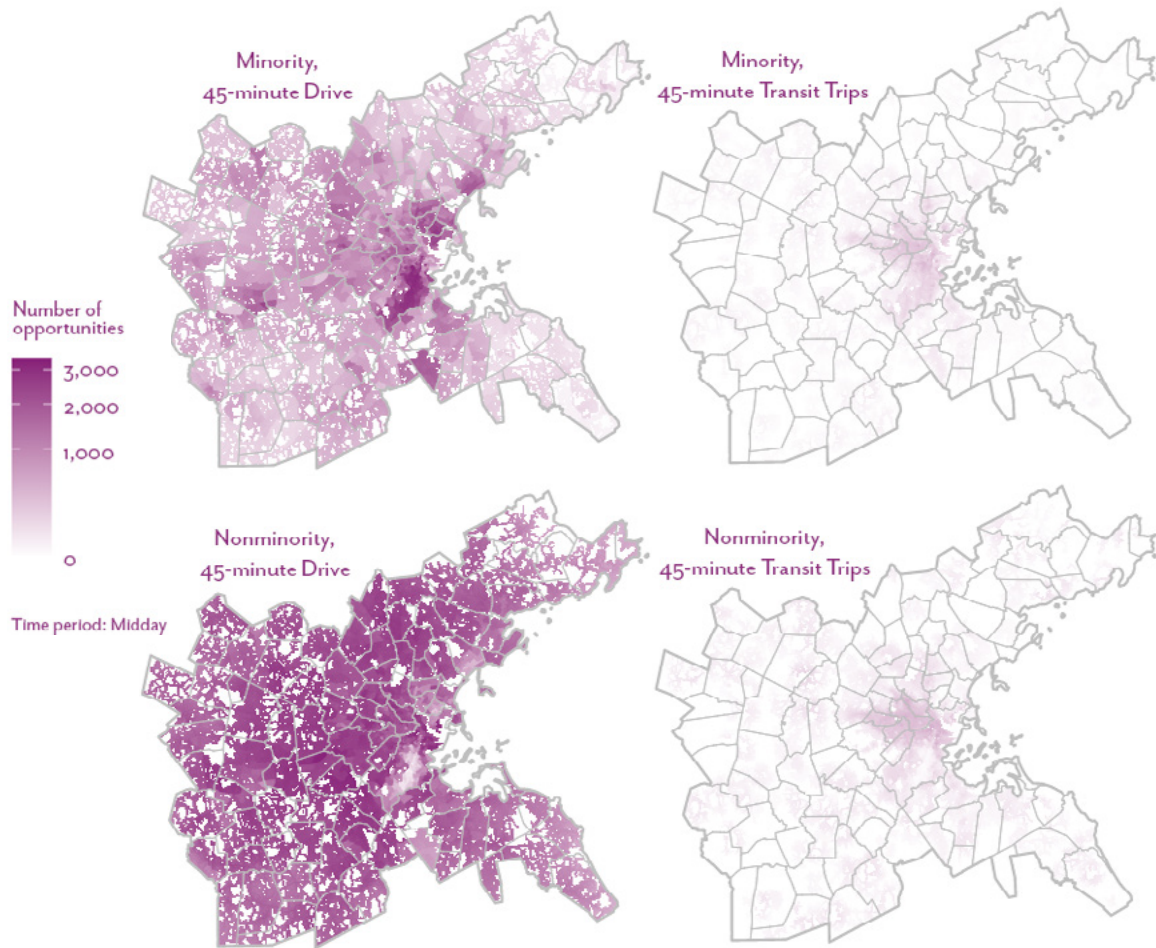 Minority,
45-minute Drive
Minority,
45-minute Transit Trips
Number of
opportunities
3,000
2,000
1,000
0
Nonminority,
45-minute Drive
Nonminority,
45-minute Transit Trips
Time period: Midday